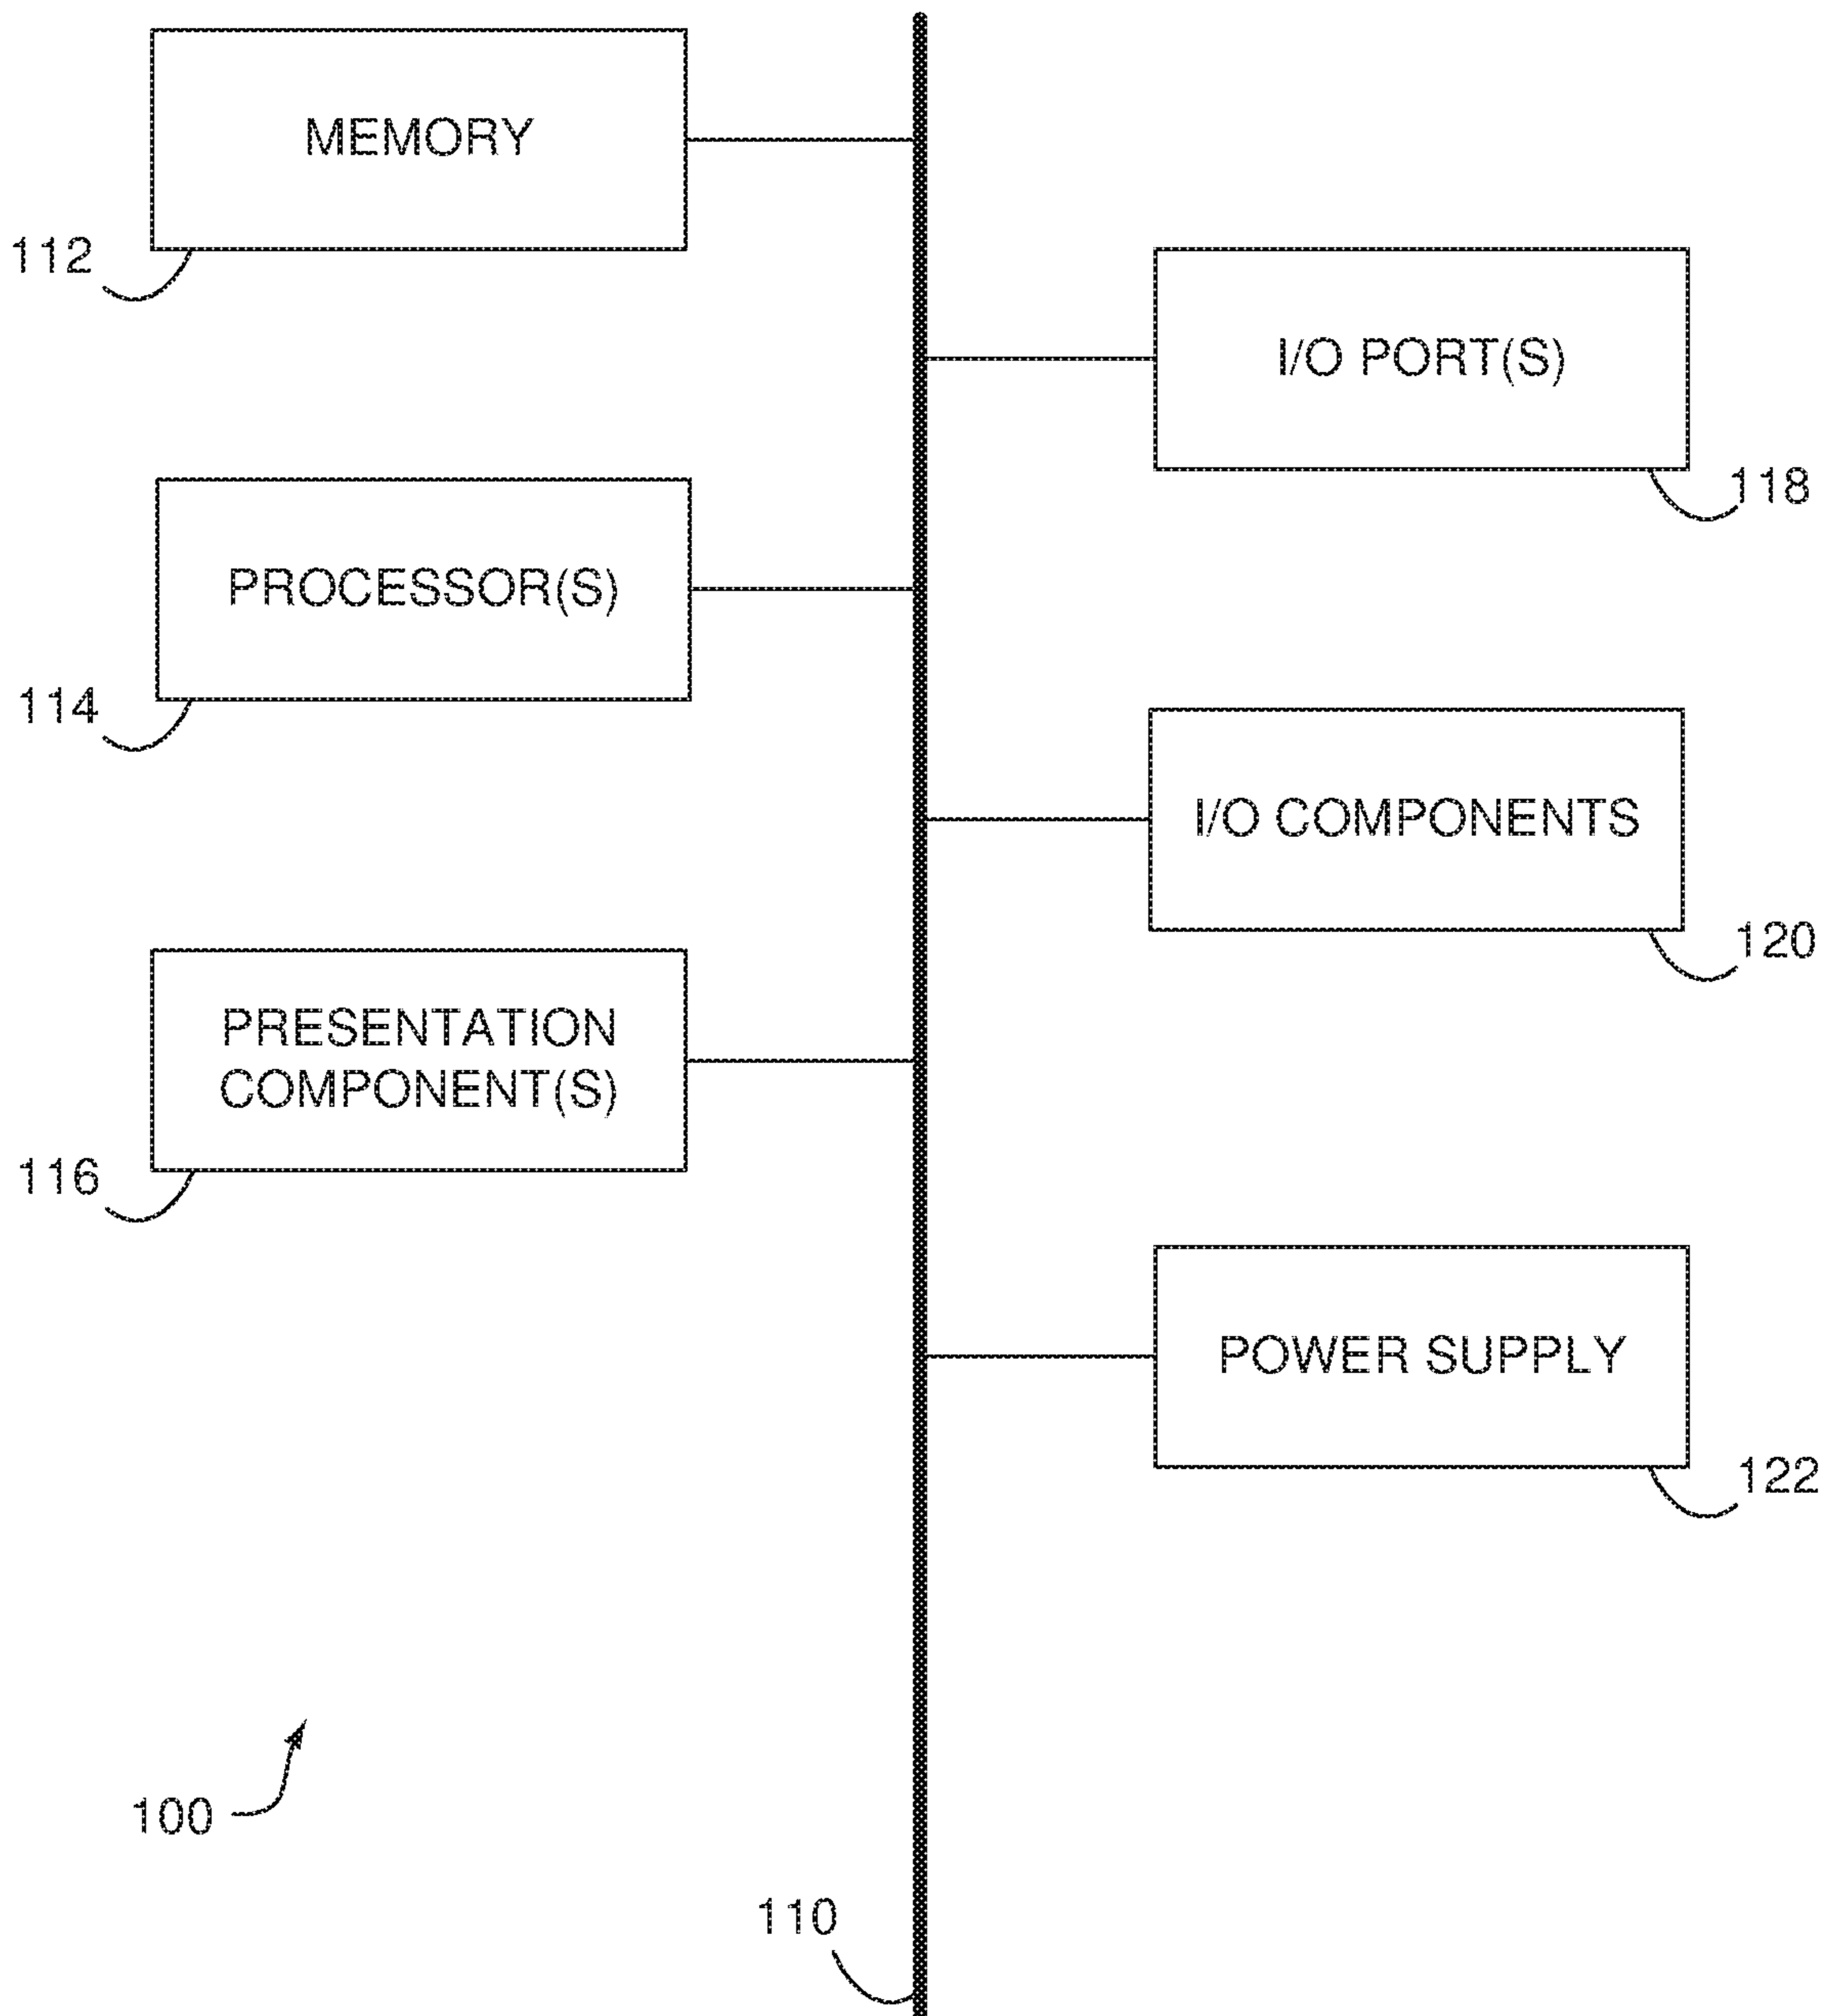 MEMORY
112
I/O PORT(S)
118
PROCESSOR(S)
114
I/O COMPONENTS
120
PRESENTATION
COMPONENT(S)
116
POWER SUPPLY
122
100
110